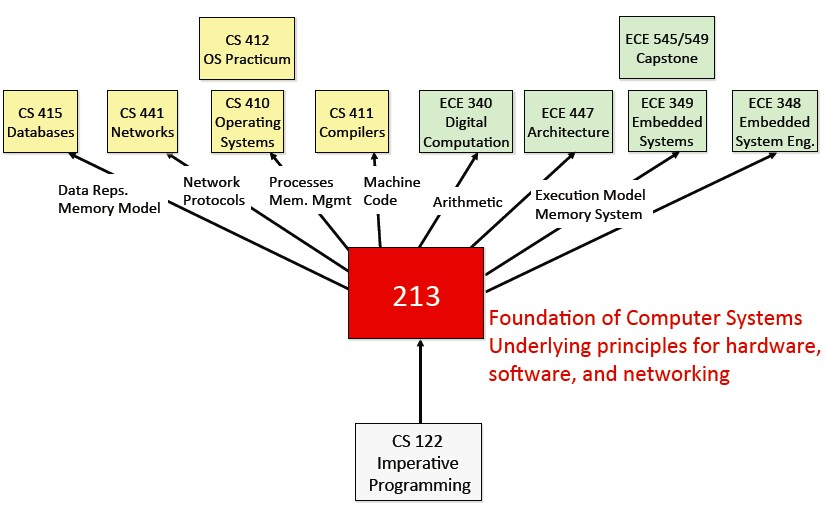 CS 412
OS Practicum
ECE 545/549
Capstone
CS 415
Databases
CS 441
Networks
CS 410
Operating
Systems
CS 411
Compilers
ECE 340
Digital
Computation
ECE 447
Architecture
ECE 349
Embedded
Systems
ECE 348
Embedded
System Eng.
Data Reps.
Memory Model
Network
Protocols
Processes
Mem. Mgmt
Machine
Code
Arithmetic
Execution Model
Memory System
213
Foundation of Computer Systems
Underlying principles for hardware,
software, and networking
CS 122
Imperative
Programming